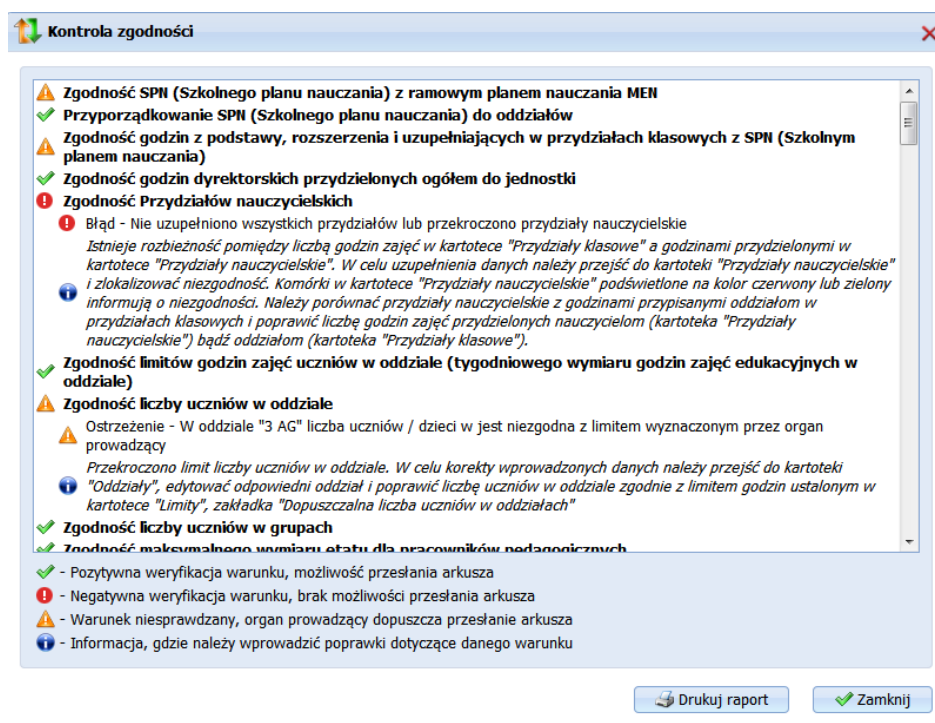 Kontrola zgodności
Zgodność SPN (Szkolnego planu nauczania) z ramowym planem nauczania MEN
Przyporządkowanie SPN (Szkolnego planu nauczania) do oddziałów
Zgodność godzin z podstawy, rozszerzenia i uzupełniających w przydziałach klasowych z SPN (Szkolnym
planem nauczania)
Zgodność godzin dyrektorskich przydzielonych ogółem do jednostki
Zgodność Przydziałów nauczycielskich
Błąd - Nie uzupełniono wszystkich przydziałów lub przekroczono przydziały nauczycielskie
Istnieje rozbieżność pomiędzy liczbą godzin zajęć w kartotece "Przydziały klasowe" a godzinami przydzielonymi w
kartotece "Przydziały nauczycielskie". W celu uzupełnienia danych należy przejść do kartoteki "Przydziały nauczycielskie"
i zlokalizować niezgodność. Komórki w kartotece "Przydziały nauczycielskie" podświetlone na kolor czerwony lub zielony
informują o niezgodności. Należy porównać przydziały nauczycielskie z godzinami przypisanymi oddziałom w
przydziałach klasowych i poprawić liczbę godzin zajęć przydzielonych nauczycielom (kartoteka "Przydziały
nauczycielskie") bądź oddziałom (kartoteka "Przydziały klasowe").
Zgodność limitów godzin zajęć uczniów w oddziale (tygodniowego wymiaru godzin zajęć edukacyjnych w
oddziale)
Zgodność liczby uczniów w oddziale
Ostrzeżenie - W oddziale "3 AG" liczba uczniów / dzieci w jest niezgodna z limitem wyznaczonym przez organ
prowadzący
Przekroczono limit liczby uczniów w oddziale. W celu korekty wprowadzonych danych należy przejść do kartoteki
"Oddziały", edytować odpowiedni oddział i poprawić liczbę uczniów w oddziale zgodnie z limitem godzin ustalonym w
kartotece "Limity", zakładka "Dopuszczalna liczba uczniów w oddziałach"
Zgodność liczby uczniów w grupach
Zgodność maksymalnego wymiaru etatu dla pracowników pedagogicznych
- Pozytywna weryfikacja warunku, możliwość przesłania arkusza
- Negatywna weryfikacja warunku, brak możliwości przesłania arkusza
- Warunek niesprawdzany, organ prowadzący dopuszcza przesłanie arkusza
- Informacja, gdzie należy wprowadzić poprawki dotyczące danego warunku
Drukuj raport
Zamknij